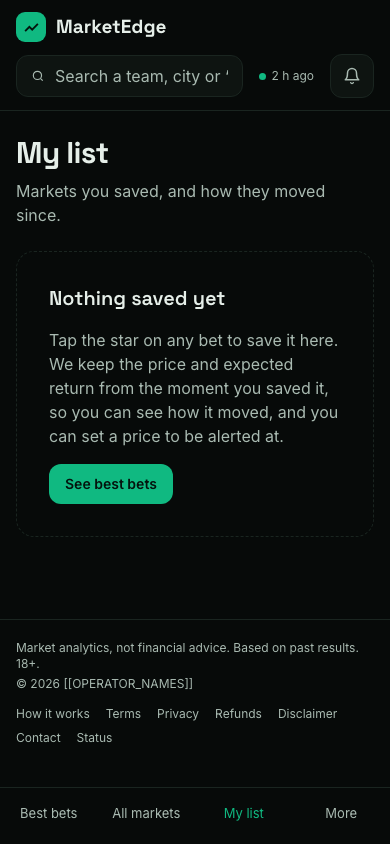 MarketEdge
Search a team, city or '
2 h ago
My list
Markets you saved, and how they moved
since.
Nothing saved yet
Tap the star on any bet to save it here.
We keep the price and expected
return from the moment you saved it,
so you can see how it moved, and you
can set a price to be alerted at.
See best bets
Market analytics, not financial advice. Based on past results.
18+.
© 2026 [[OPERATOR_NAMES]]
How it works Terms Privacy Refunds Disclaimer
Contact Status
Best bets All markets My list More